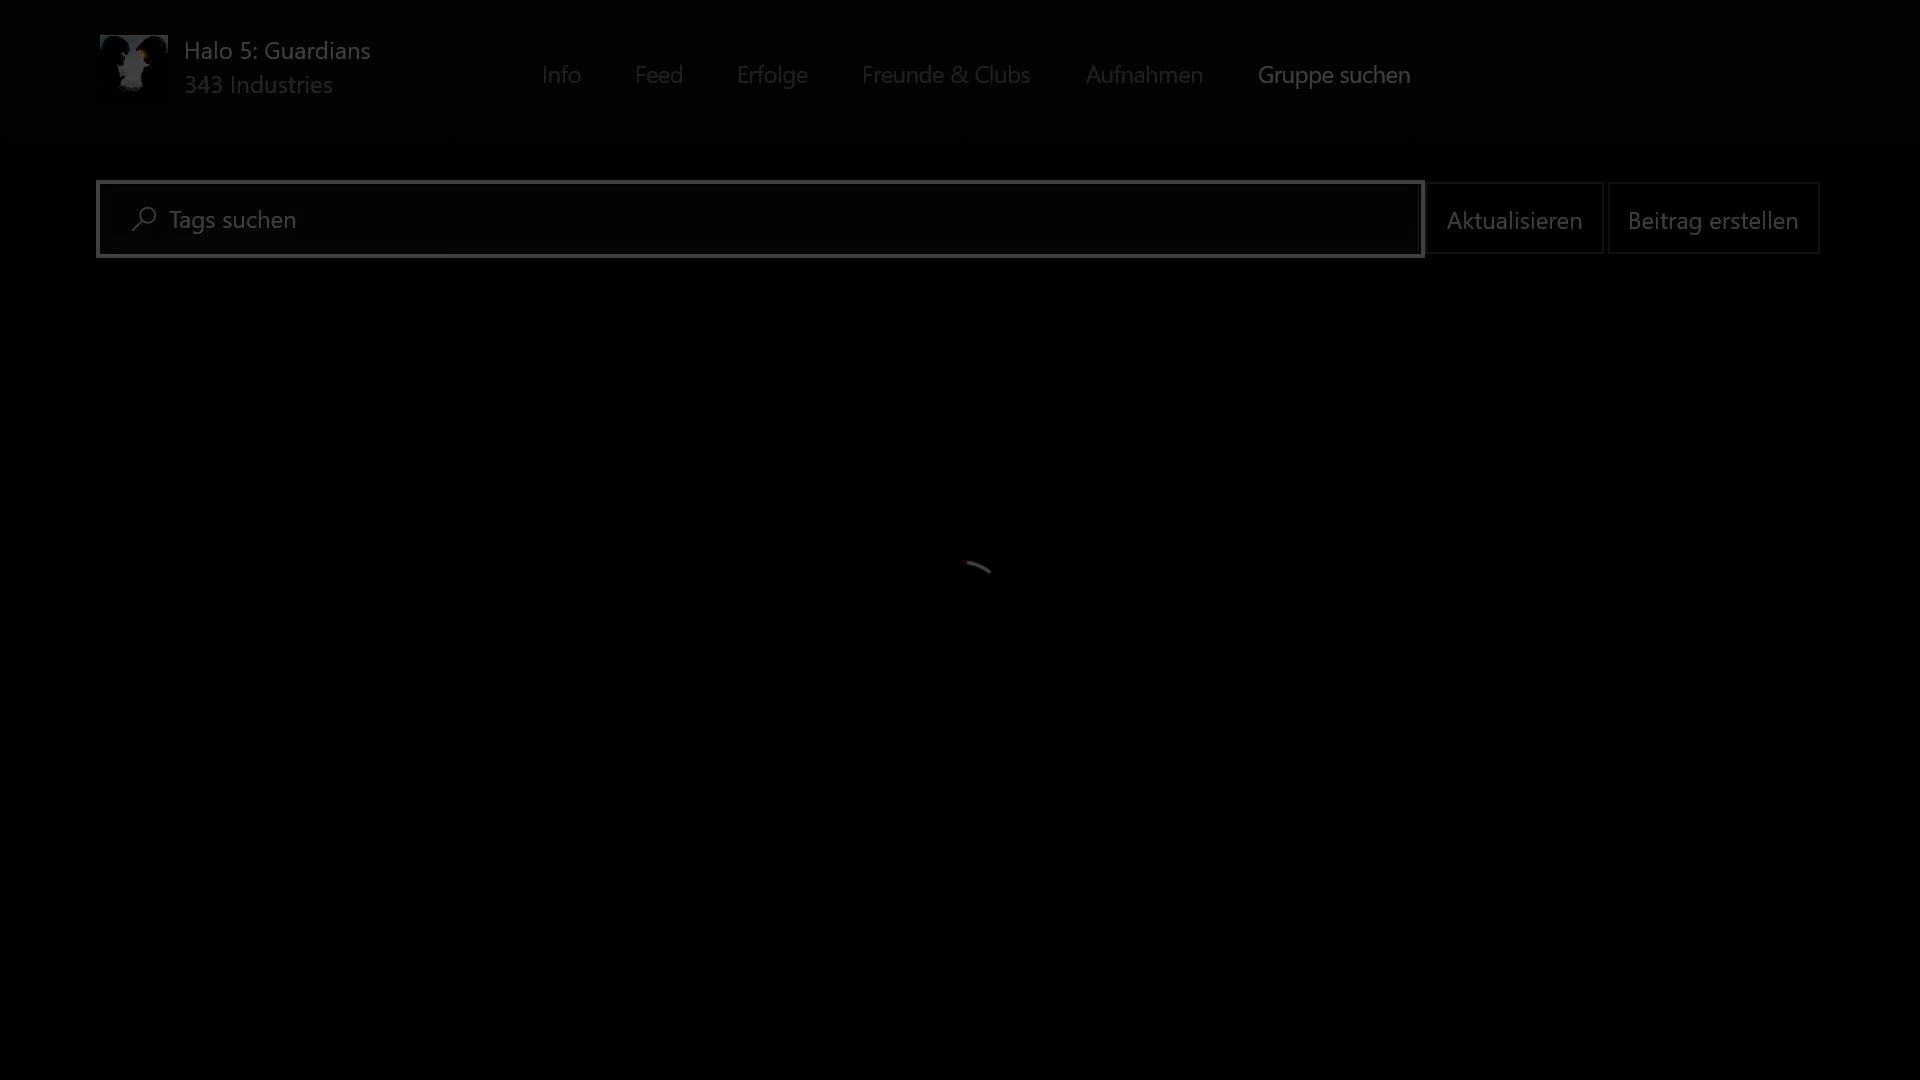 Halo 5: Guardians
343 Industries
Info
Feed
Erfolge
Freunde & Clubs
Aufnahmen
Gruppe suchen
Tags suchen
Aktualisieren
Beitrag erstellen